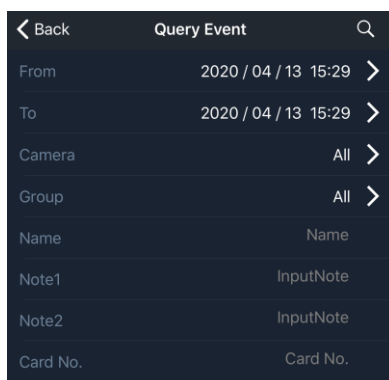 Back Query Event
From 2020 / 04 / 13 15:29
To 2020 / 04 / 13 15:29
Camera All
Group All
Name Name
Note1 InputNote
Note2 InputNote
Card No. Card No.